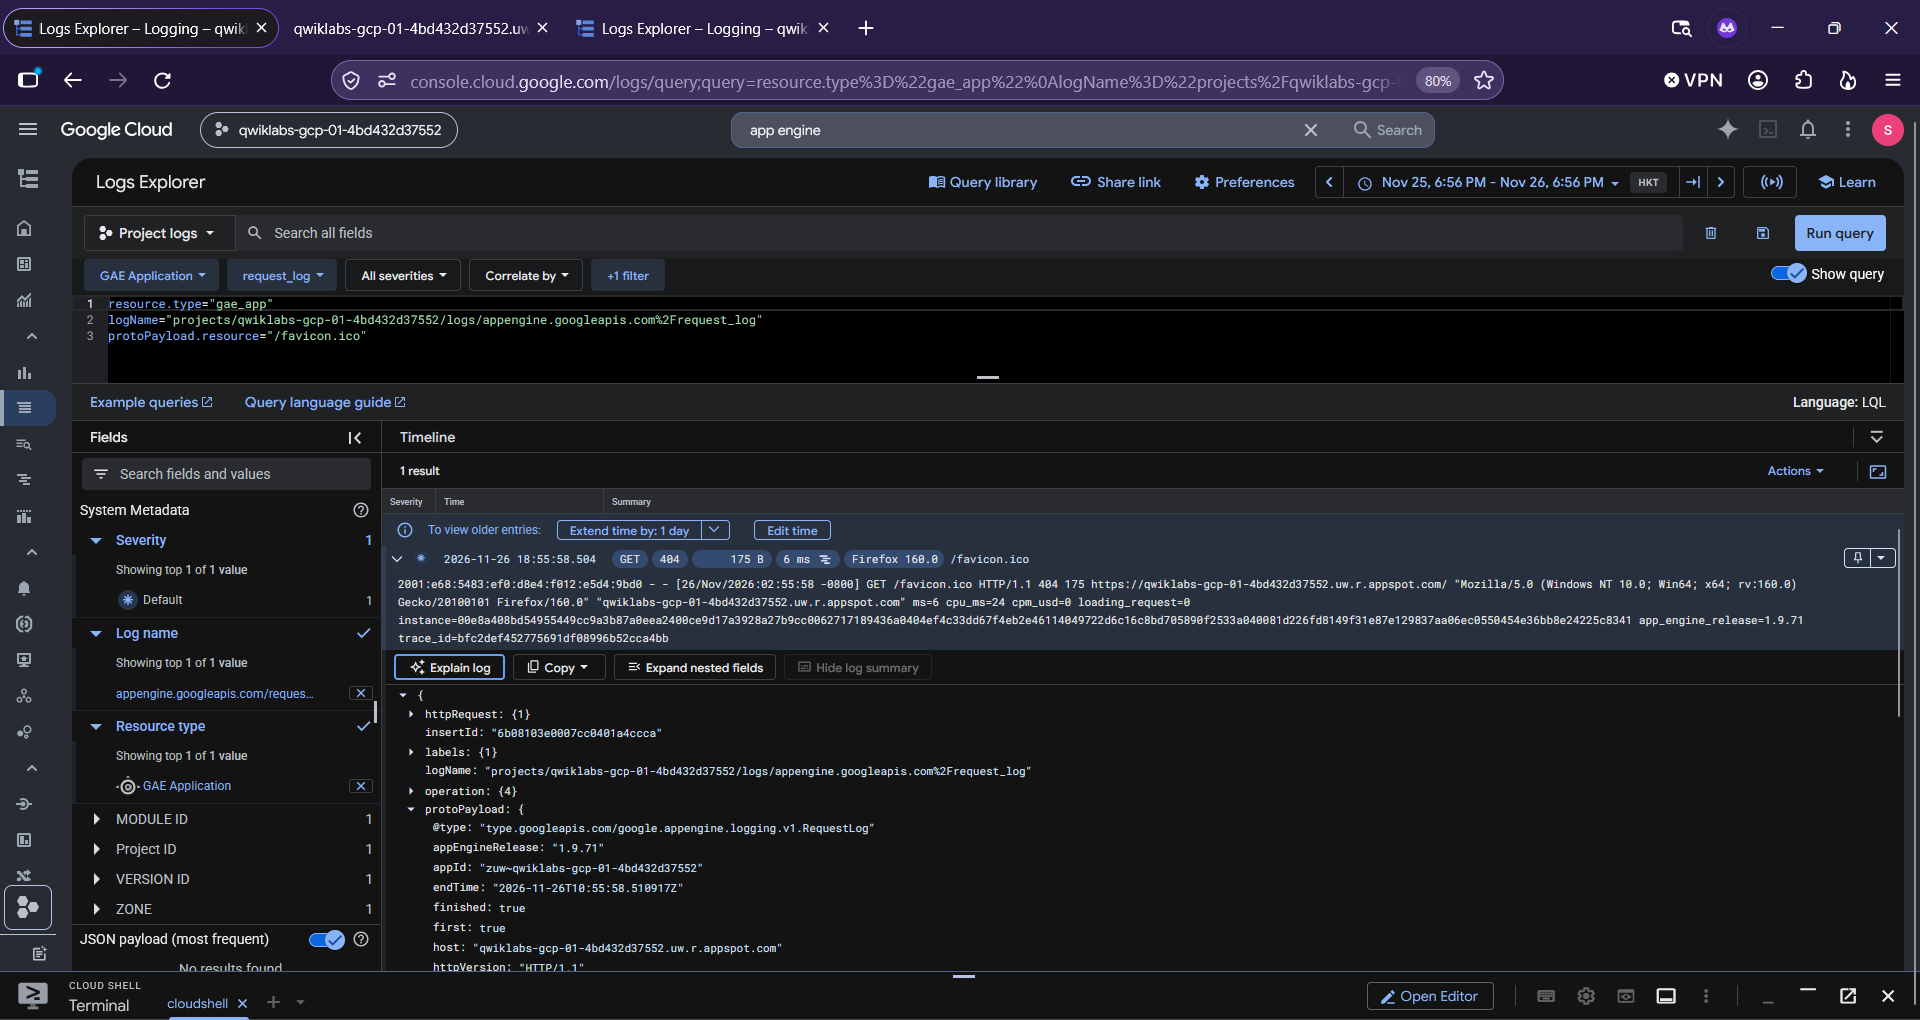 Logs Explorer – Logging – qwik
qwiklabs-gcp-01-4bd432d37552.uw
Logs Explorer – Logging – qwik
console.cloud.google.com/logs/query;query=resource.type%3D%22gae_app%22%0AlogName%3D%22projects%2Fqwiklabs-gcp-
80%
VPN
Google Cloud
qwiklabs-gcp-01-4bd432d37552
app engine
Search
S
Logs Explorer
Query library
Share link
Preferences
Nov 25, 6:56 PM - Nov 26, 6:56 PM
HKT
Learn
Project logs
Search all fields
Run query
GAE Application
request_log
All severities
Correlate by
+1 filter
Show query
1 resource.type="gae_app"
2 logName="projects/qwiklabs-gcp-01-4bd432d37552/logs/appengine.googleapis.com%2Frequest_log"
3 protoPayload.resource="/favicon.ico"
Example queries
Query language guide
Language: LQL
Fields
Timeline
Search fields and values
1 result
Actions
Severity Time Summary
System Metadata
To view older entries:
Extend time by: 1 day
Edit time
Severity 1
Showing top 1 of 1 value
Default 1
Log name
Showing top 1 of 1 value
appengine.googleapis.com/reques...
Resource type
Showing top 1 of 1 value
GAE Application
MODULE ID 1
Project ID 1
VERSION ID 1
ZONE 1
JSON payload (most frequent)
No results found
2026-11-26 18:55:58.504 GET 404 175 B 6 ms Firefox 160.0 /favicon.ico
2001:e68:5483:ef0:d8e4:f012:e5d4:9bd0 - - [26/Nov/2026:02:55:58 -0800] GET /favicon.ico HTTP/1.1 404 175 https://qwiklabs-gcp-01-4bd432d37552.uw.r.appspot.com/ "Mozilla/5.0 (Windows NT 10.0; Win64; x64; rv:160.0)
Gecko/20100101 Firefox/160.0" "qwiklabs-gcp-01-4bd432d37552.uw.r.appspot.com" ms=6 cpu_ms=24 cpm_usd=0 loading_request=0
instance=00e8a408bd54955449cc9a3b87a0eea2400ce9d17a3928a27b9cc0062717189436a0404ef4c33dd67f4eb2e46114049722d6c16c8bd705890f2533a040081d226fd8149f31e87e129837aa06ec0550454e36bb8e24225c8341 app_engine_release=1.9.71
trace_id=bfc2def452775691df08996b52cca4bb
Explain log
Copy
Expand nested fields
Hide log summary
{
httpRequest: {1}
insertId: "6b08103e0007cc0401a4ccca"
labels: {1}
logName: "projects/qwiklabs-gcp-01-4bd432d37552/logs/appengine.googleapis.com%2Frequest_log"
operation: {4}
protoPayload: {
@type: "type.googleapis.com/google.appengine.logging.v1.RequestLog"
appEngineRelease: "1.9.71"
appId: "zuw~qwiklabs-gcp-01-4bd432d37552"
endTime: "2026-11-26T10:55:58.510917Z"
finished: true
first: true
host: "qwiklabs-gcp-01-4bd432d37552.uw.r.appspot.com"
httpVersion: "HTTP/1.1"
CLOUD SHELL
Terminal
cloudshell
Open Editor